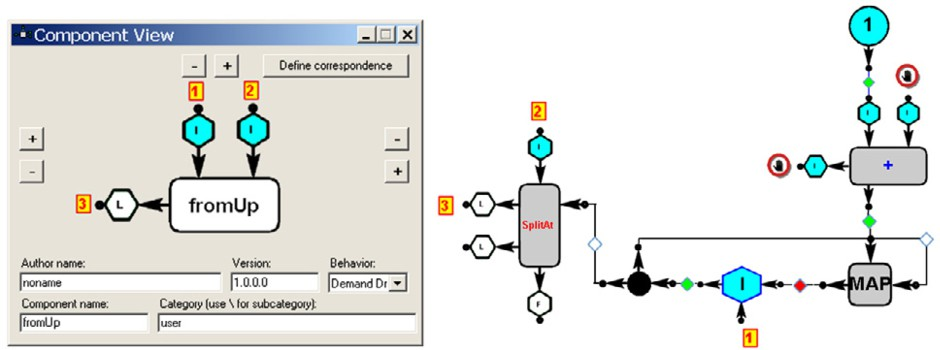 Component View
- +
Define correspondence
1 2
I I
+ -
- +
3 L fromUp
Author name: Version: Behavior:
noname 1.0.0.0 Demand Dr
Component name: Category (use \ for subcategory):
fromUp user
1
I I
I +
2
I
3 L SplitAt
L
F
I MAP
1